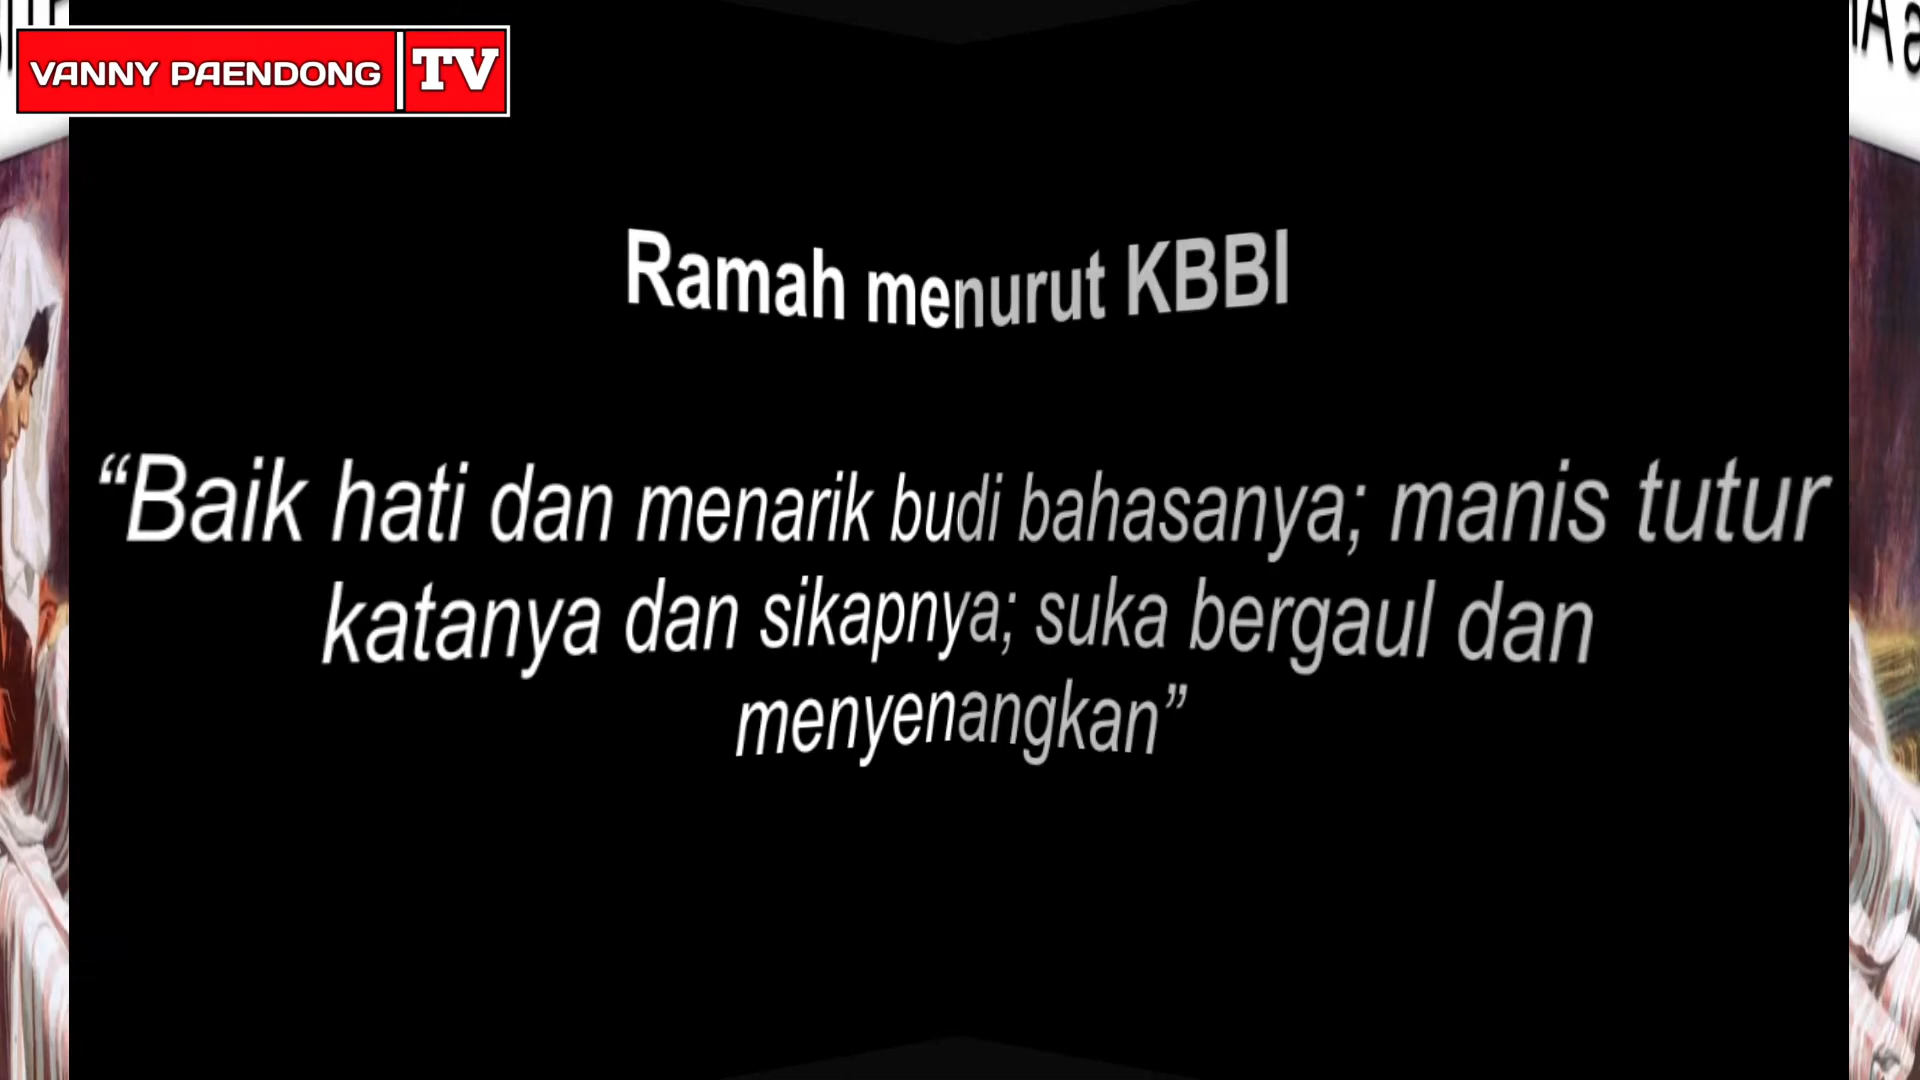 VANNY PAENDONG TV
Ramah menurut KBBI
“Baik hati dan menarik budi bahasanya; manis tutur
katanya dan sikapnya; suka bergaul dan
menyenangkan”